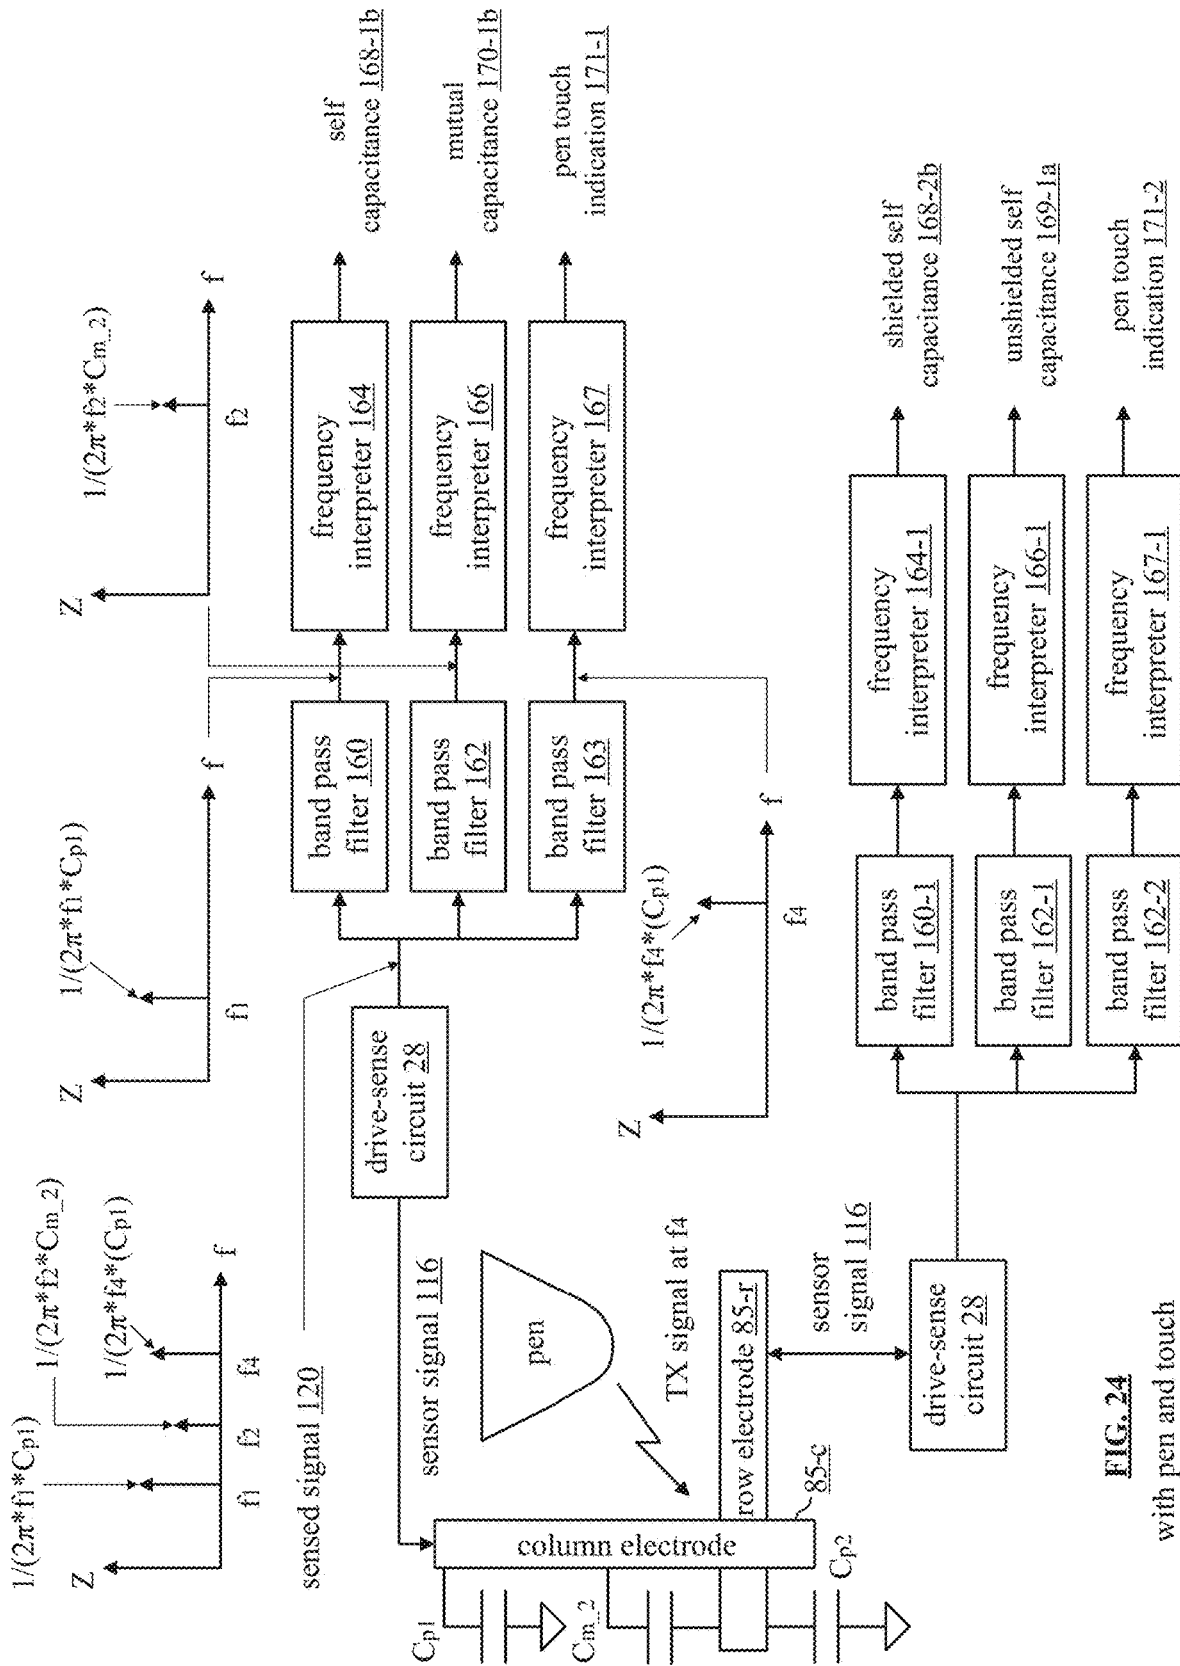 1/(2π*f1*Cp1)
1/(2π*f2*Cm_2)
1/(2π*f4*(Cp1)
Z
f1
f2
f4
f
1/(2π*f1*Cp1)
Z
f1
f
1/(2π*f2*Cm_2)
Z
f2
f
sensed signal 120
sensor signal 116
drive-sense
circuit 28
band pass
filter 160
frequency
interpreter 164
self
capacitance 168-1b
band pass
filter 162
frequency
interpreter 166
mutual
capacitance 170-1b
band pass
filter 163
frequency
interpreter 167
pen touch
indication 171-1
pen
TX signal at f4
Z
1/(2π*f4*(Cp1)
f4
f
Cp1
Cm_2
column electrode
85-c
row electrode 85-r
Cp2
sensor
signal 116
drive-sense
circuit 28
band pass
filter 160-1
frequency
interpreter 164-1
shielded self
capacitance 168-2b
band pass
filter 162-1
frequency
interpreter 166-1
unshielded self
capacitance 169-1a
band pass
filter 162-2
frequency
interpreter 167-1
pen touch
indication 171-2
FIG. 24
with pen and touch